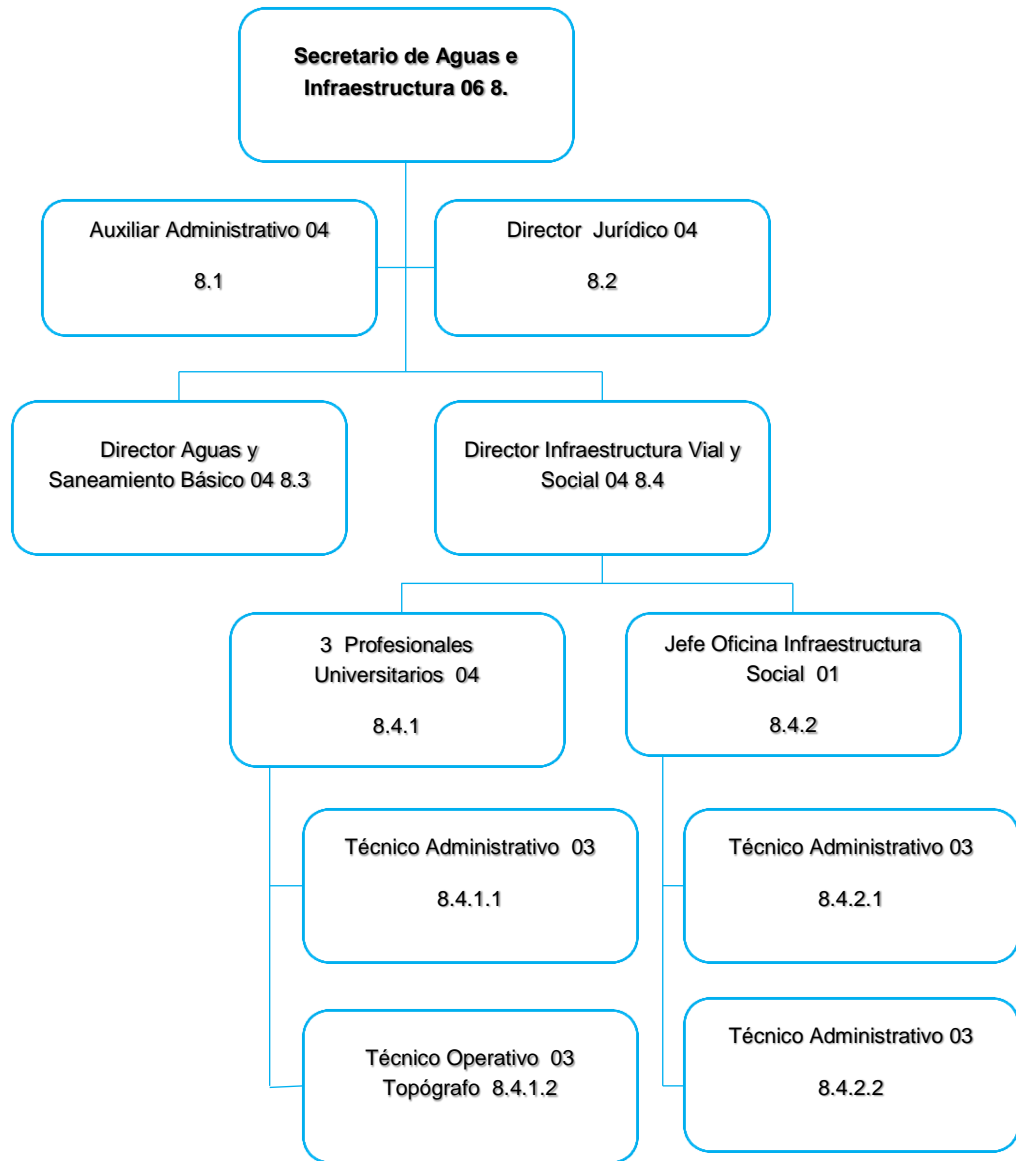 Secretario de Aguas e
Infraestructura 06 8.
Auxiliar Administrativo 04
8.1
Director Jurídico 04
8.2
Director Aguas y
Saneamiento Básico 04 8.3
Director Infraestructura Vial y
Social 04 8.4
3 Profesionales
Universitarios 04
8.4.1
Jefe Oficina Infraestructura
Social 01
8.4.2
Técnico Administrativo 03
8.4.1.1
Técnico Administrativo 03
8.4.2.1
Técnico Operativo 03
Topógrafo 8.4.1.2
Técnico Administrativo 03
8.4.2.2